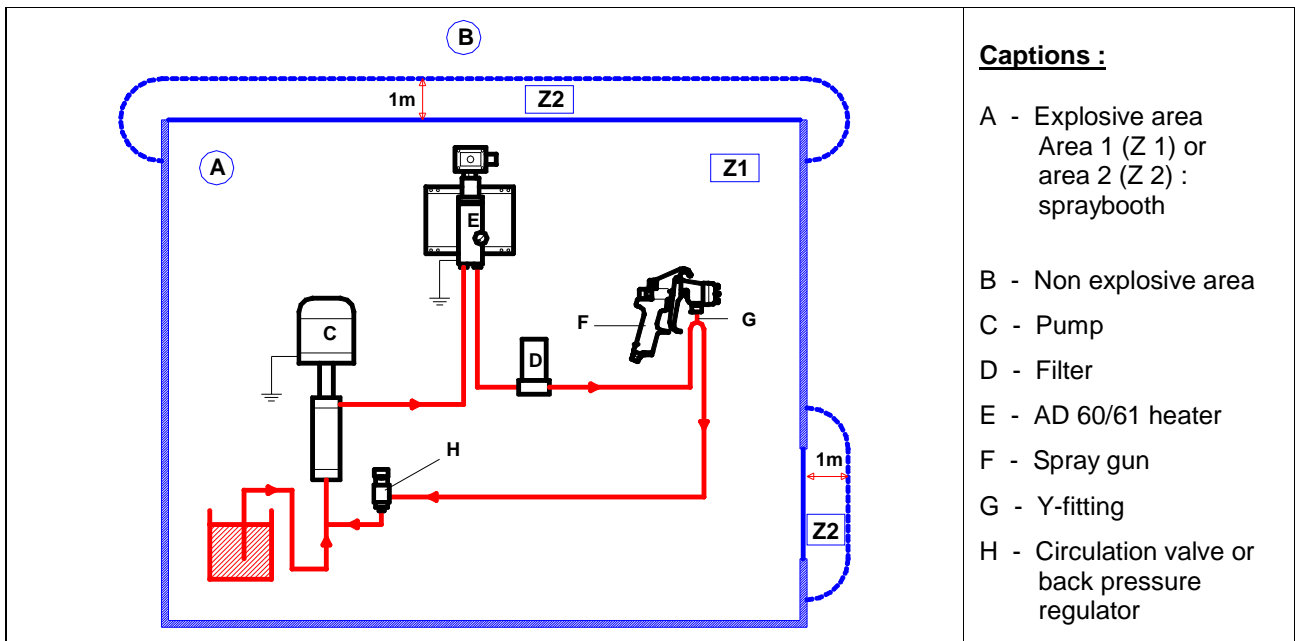 B
1m
Z2
A
Z1
E
F
G
C
D
H
1m
Z2
Captions :
A - Explosive area
Area 1 (Z 1) or
area 2 (Z 2) :
spraybooth
B - Non explosive area
C - Pump
D - Filter
E - AD 60/61 heater
F - Spray gun
G - Y-fitting
H - Circulation valve or
back pressure
regulator